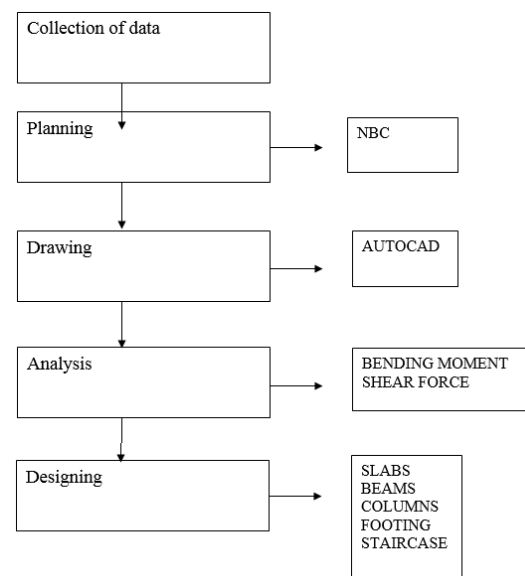 Collection of data
Planning
NBC
Drawing
AUTOCAD
Analysis
BENDING MOMENT
SHEAR FORCE
Designing
SLABS
BEAMS
COLUMNS
FOOTING
STAIRCASE